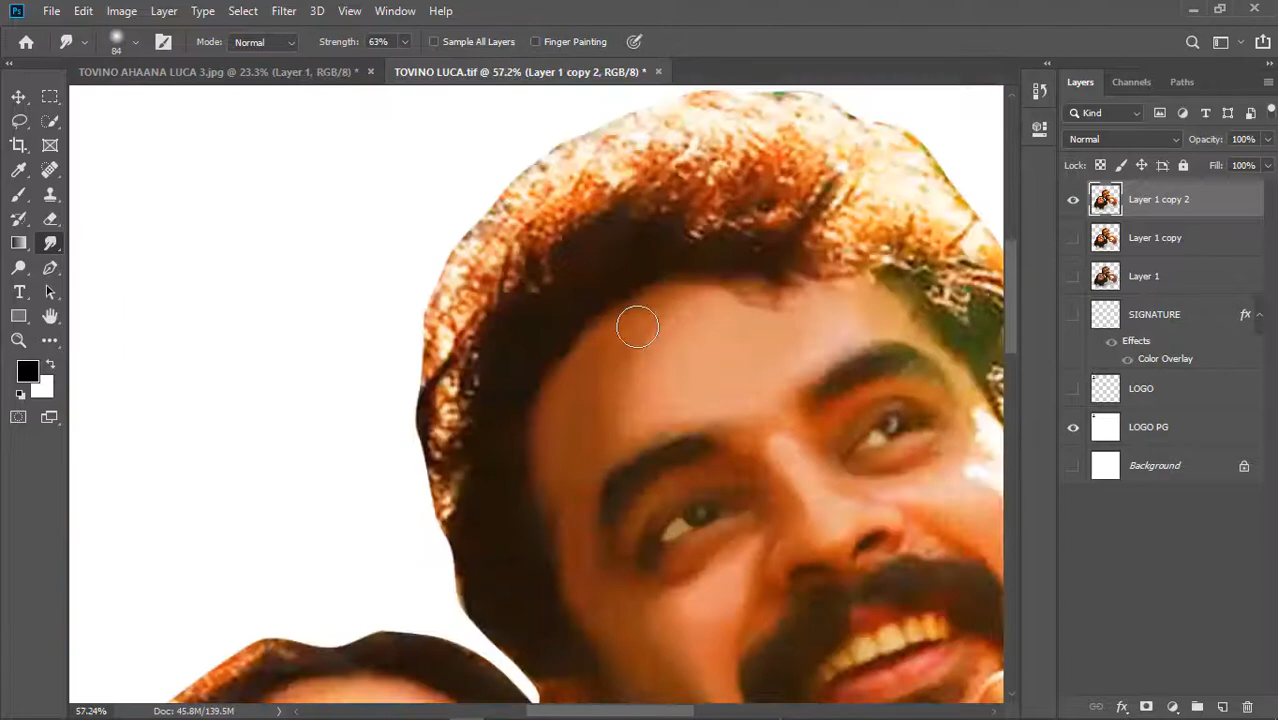 Ps File Edit Image Layer Type Select Filter 3D View Window Help
84 Mode: Normal Strength: 63% Sample All Layers Finger Painting
TOVINO AHAANA LUCA 3.jpg @ 23.3% (Layer 1, RGB/8) * TOVINO LUCA.tif @ 57.2% (Layer 1 copy 2, RGB/8) *
Layers Channels Paths
Kind
Normal Opacity: 100%
Lock: Fill: 100%
Layer 1 copy 2
Layer 1 copy
Layer 1
SIGNATURE fx
Effects
Color Overlay
LOGO
LOGO PG
Background
57.24% Doc: 45.8M/139.5M
fx